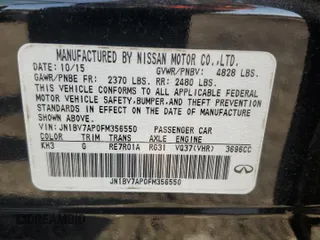 MANUFACTURED BY NISSAN MOTOR CO.,LTD.
DATE: 10/15 GVWR/PNBV: 4828 LBS.
GAWR/PNBE FR: 2370 LBS. RR: 2480 LBS.
THIS VEHICLE CONFORMS TO ALL APPLICABLE FEDERAL
MOTOR VEHICLE SAFETY, BUMPER, AND THEFT PREVENTION
STANDARDS IN EFFECT ON THE DATE OF MANUFACTURE
SHOWN ABOVE.
VIN: JN1BV7AP0FM356550 PASSENGER CAR
COLOR TRIM TRANS AXLE ENGINE
KH3 G RE7R01A RG31 VQ37(VHR) 3696CC
JN1BV7AP0FM356550
INFINITI